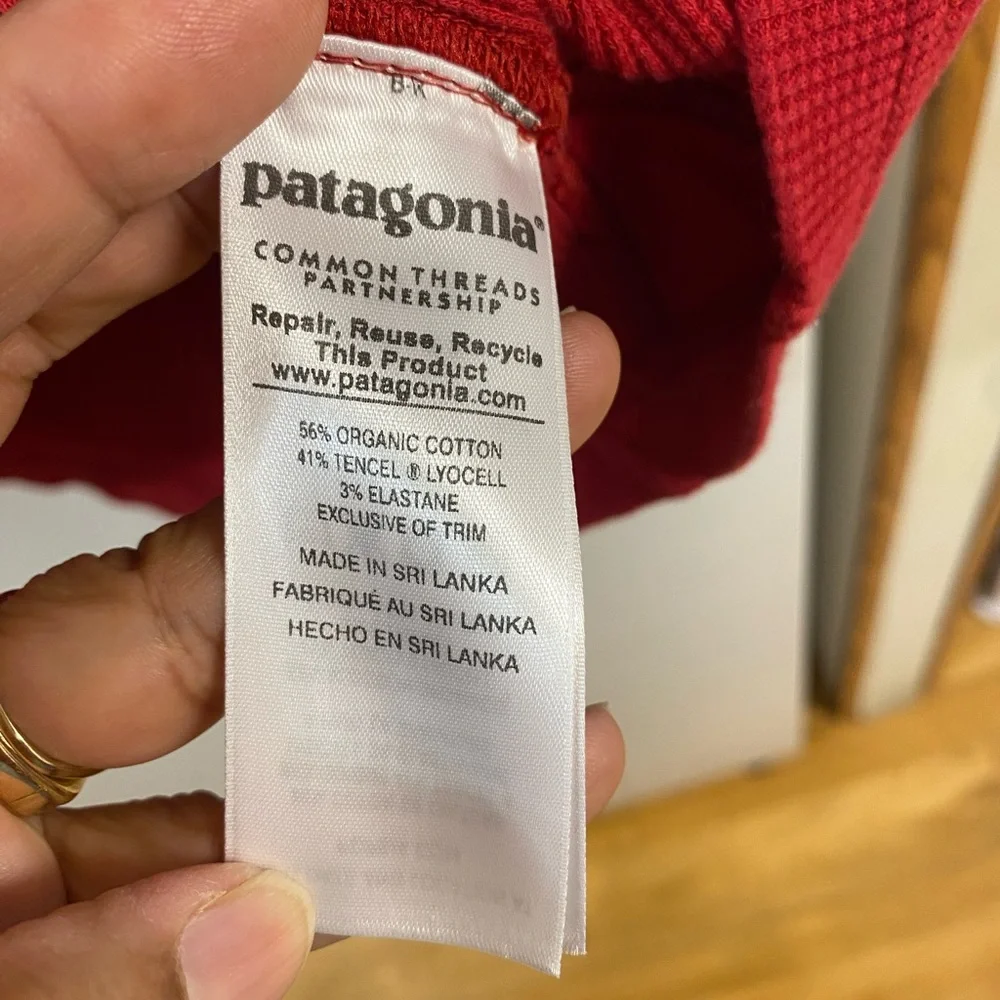 patagonia®
COMMON THREADS
PARTNERSHIP
Repair, Reuse, Recycle
This Product
www.patagonia.com
56% ORGANIC COTTON
41% TENCEL ® LYOCELL
3% ELASTANE
EXCLUSIVE OF TRIM
MADE IN SRI LANKA
FABRIQUÉ AU SRI LANKA
HECHO EN SRI LANKA